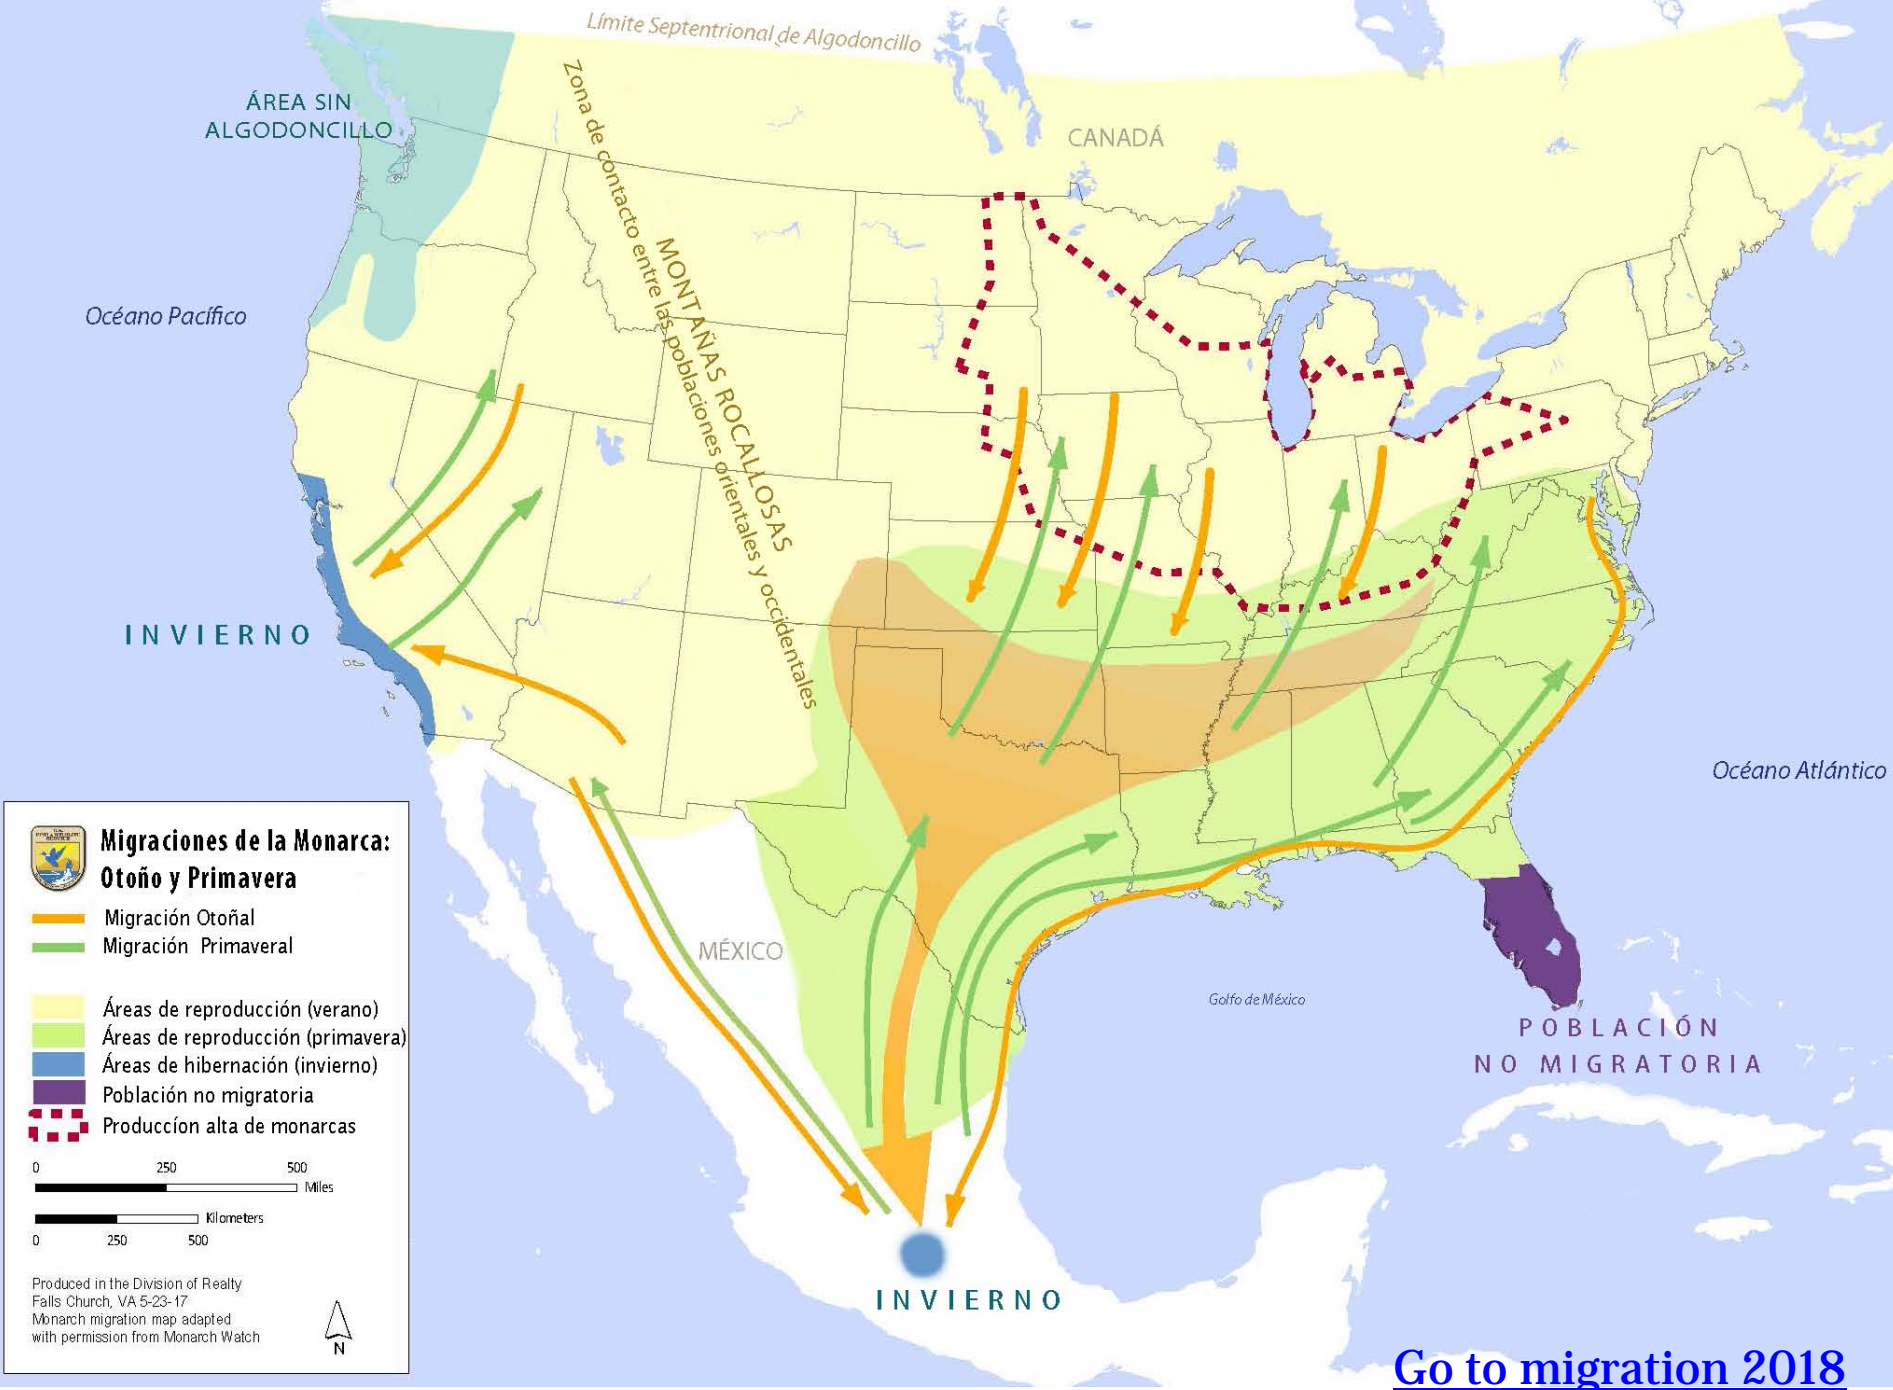 Límite Septentrional de Algodoncillo
ÁREA SIN
ALGODONCILLO
Zona de contacto entre las poblaciones orientales y occidentales
MONTAÑAS ROCALLOSAS
CANADÁ
Océano Pacífico
INVIERNO
Océano Atlántico
MÉXICO
Golfo de México
POBLACIÓN
NO MIGRATORIA
INVIERNO
Migraciones de la Monarca:
Otoño y Primavera
Migración Otoñal
Migración Primaveral
Áreas de reproducción (verano)
Áreas de reproducción (primavera)
Áreas de hibernación (invierno)
Población no migratoria
Produccíon alta de monarcas
0 250 500
Miles
Kilometers
0 250 500
Produced in the Division of Realty
Falls Church, VA 5-23-17
Monarch migration map adapted
with permission from Monarch Watch
N
Go to migration 2018